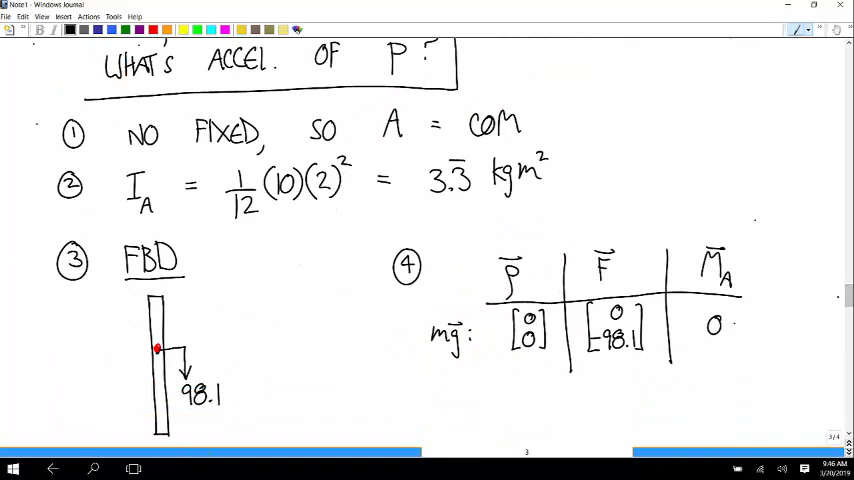 Note1 - Windows Journal
File Edit View Insert Actions Tools Help
WHAT'S ACCEL. OF P?
① NO FIXED, SO A = COM
② I_A = 1/12 (10)(2)² = 3.3̅ kgm²
③ FBD
98.1
④ ρ⃗ F⃗ M⃗_A
mg⃗: [0 0] [0 -98.1] 0
3/4
3
9:46 AM
3/20/2019